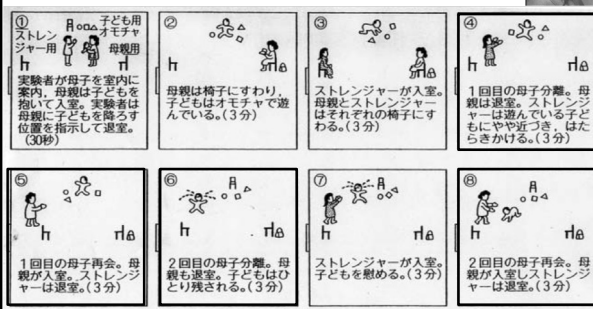 ①
子ども用
オモチャ
ストレン
ジャー用
母親用
実験者が母子を室内に
案内，母親は子どもを
抱いて入室。実験者は
母親に子どもを降ろす
位置を指示して退室。
(30秒)
②
母親は椅子にすわり，
子どもはオモチャで遊
んでいる。(3分)
③
ストレンジャーが入室。
母親とストレンジャー
はそれぞれの椅子にす
わる。(3分)
④
1回目の母子分離。母
親は退室。ストレンジ
ャーは遊んでいる子ど
もにやや近づき，はた
らきかける。(3分)
⑤
1回目の母子再会。母
親が入室。ストレンジ
ャーは退室。(3分)
⑥
2回目の母子分離。母
親も退室。子どもはひ
とり残される。(3分)
⑦
ストレンジャーが入室。
子どもを慰める。(3分)
⑧
2回目の母子再会。母
親が入室しストレンジ
ャーは退室。(3分)